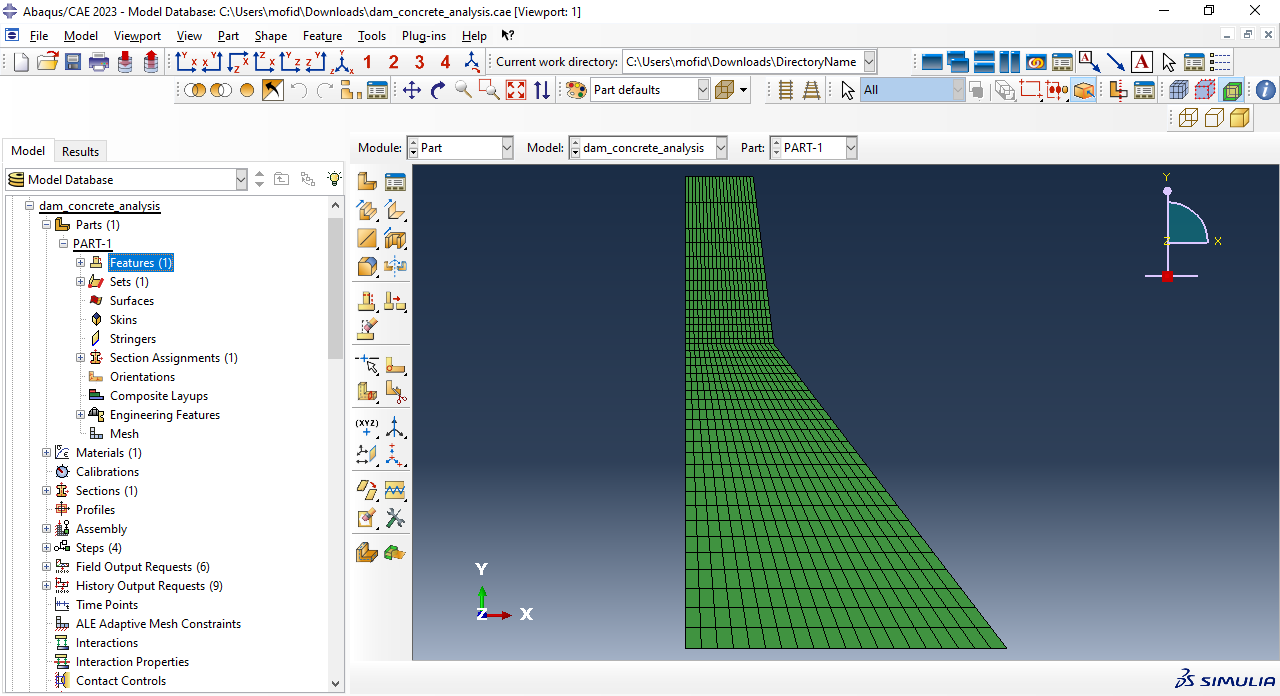 Abaqus/CAE 2023 - Model Database: C:\Users\mofid\Downloads\dam_concrete_analysis.cae [Viewport: 1]
File Model Viewport View Part Shape Feature Tools Plug-ins Help
1 2 3 4 Current work directory: C:\Users\mofid\Downloads\DirectoryName A A
Part defaults All
Model Results
Module: Part Model: dam_concrete_analysis Part: PART-1
Model Database
dam_concrete_analysis
Parts (1)
PART-1
Features (1)
Sets (1)
Surfaces
Skins
Stringers
Section Assignments (1)
Orientations
Composite Layups
Engineering Features
Mesh
Materials (1)
Calibrations
Sections (1)
Profiles
Assembly
Steps (4)
Field Output Requests (6)
History Output Requests (9)
Time Points
ALE Adaptive Mesh Constraints
Interactions
Interaction Properties
Contact Controls
(XYZ)
Y
Z X
Y
Z X
SIMULIA